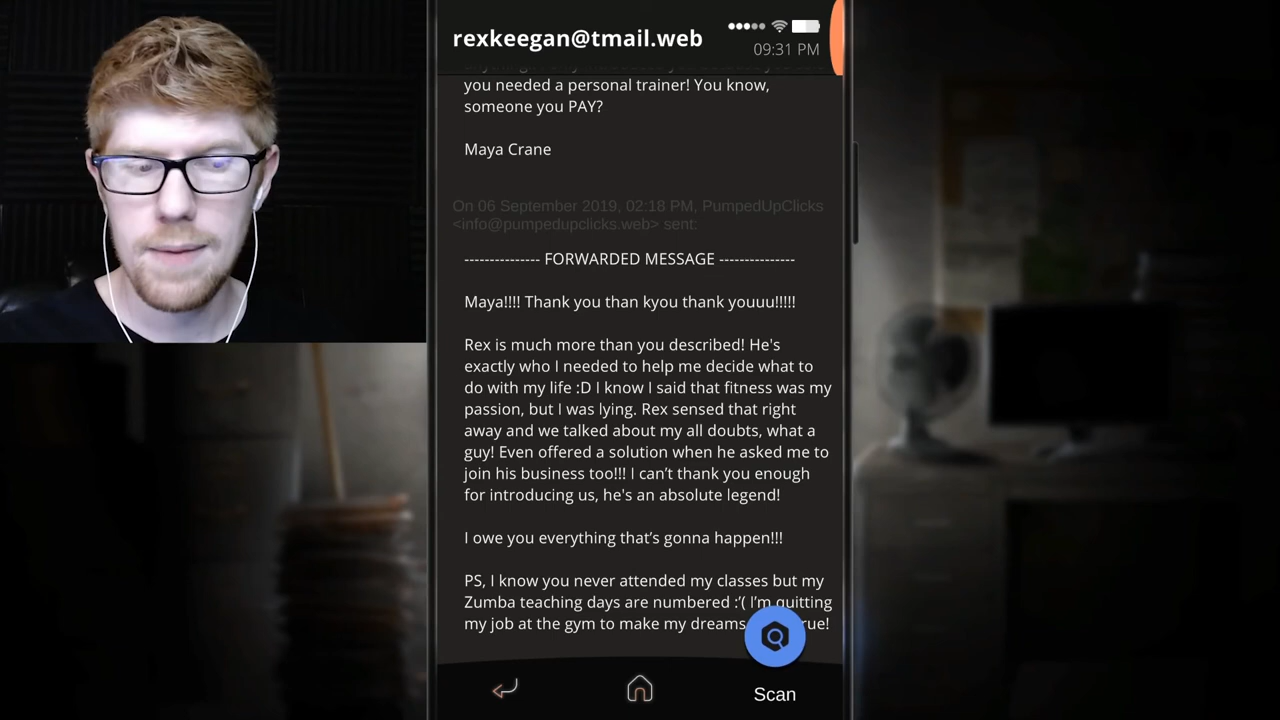 rexkeegan@tmail.web
09:31 PM
you needed a personal trainer! You know,
someone you PAY?
Maya Crane
On 06 September 2019, 02:18 PM, PumpedUpClicks
<info@pumpedupclicks.web> sent:
--------------- FORWARDED MESSAGE ---------------
Maya!!!! Thank you than kyou thank youuu!!!!!
Rex is much more than you described! He's
exactly who I needed to help me decide what to
do with my life :D I know I said that fitness was my
passion, but I was lying. Rex sensed that right
away and we talked about my all doubts, what a
guy! Even offered a solution when he asked me to
join his business too!!! I can’t thank you enough
for introducing us, he's an absolute legend!
I owe you everything that’s gonna happen!!!
PS, I know you never attended my classes but my
Zumba teaching days are numbered :’( I’m quitting
my job at the gym to make my dreams rue!
Scan